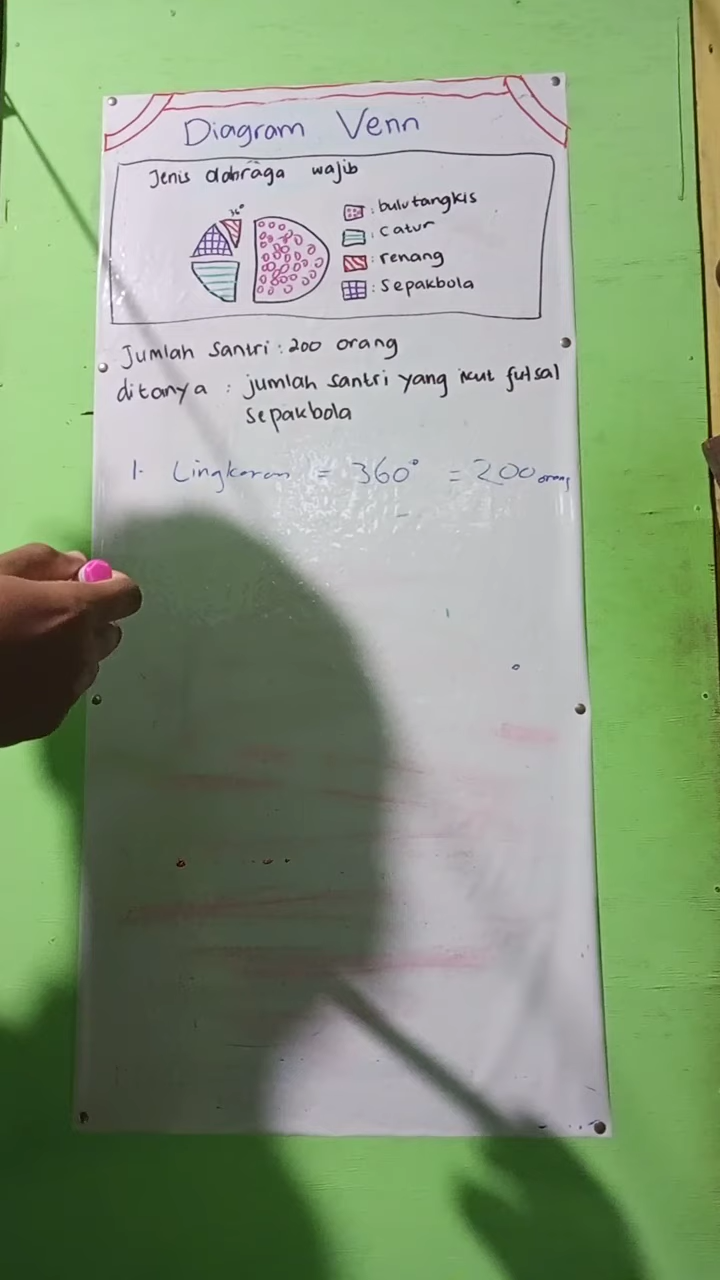 Diagram Venn
Jenis olahraga wajib
36°
: bulutangkis
: Catur
: renang
: Sepakbola
Jumlah Santri : 200 orang
ditanya : jumlah santri yang ikut futsal
sepakbola
1. Lingkaran = 360° = 200 orang